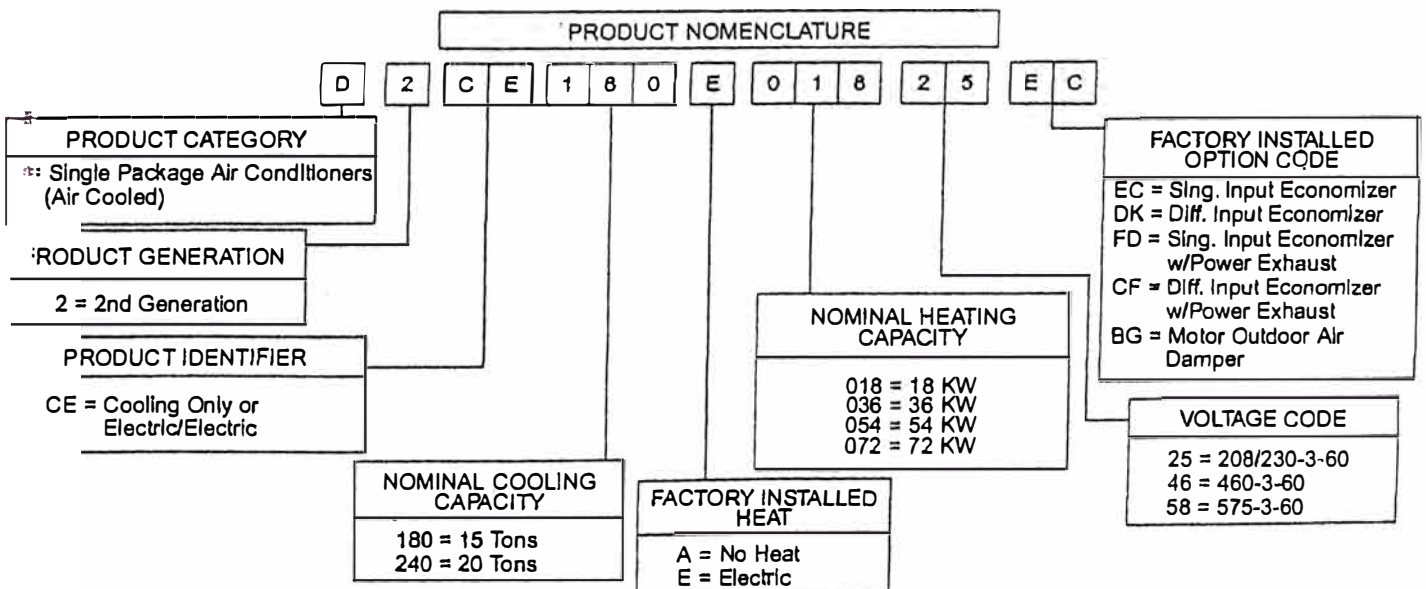 PRODUCT NOMENCLATURE
D 2 C E 1 8 0 E 0 1 8 2 5 E C
PRODUCT CATEGORY
: Single Package Air Conditioners
(Air Cooled)
RODUCT GENERATION
2 = 2nd Generation
PRODUCT IDENTIFIER
CE = Cooling Only or
Electric/Electric
NOMINAL COOLING
CAPACITY
180 = 15 Tons
240 = 20 Tons
FACTORY INSTALLED
HEAT
A = No Heat
E = Electric
NOMINAL HEATING
CAPACITY
018 = 18 KW
036 = 36 KW
054 = 54 KW
072 = 72 KW
FACTORY INSTALLED
OPTION CODE
EC = Sing. Input Economizer
DK = Diff. Input Economizer
FD = Sing. Input Economizer
w/Power Exhaust
CF = Diff. Input Economizer
w/Power Exhaust
BG = Motor Outdoor Air
Damper
VOLTAGE CODE
25 = 208/230-3-60
46 = 460-3-60
58 = 575-3-60